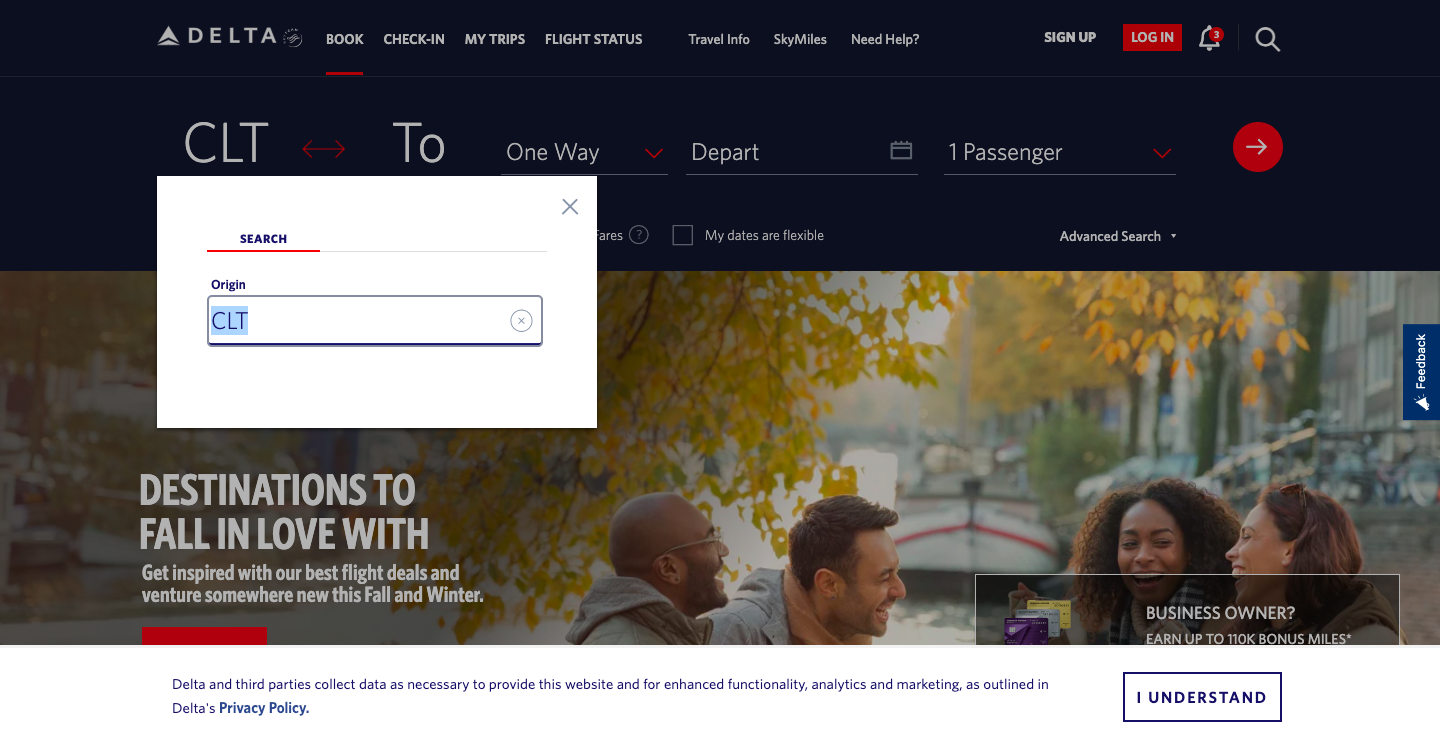 DELTA
BOOK CHECK-IN MY TRIPS FLIGHT STATUS Travel Info SkyMiles Need Help? SIGN UP LOG IN 3
CLT To One Way Depart 1 Passenger
SEARCH
Fares ? My dates are flexible Advanced Search
Origin
CLT
Feedback
DESTINATIONS TO
FALL IN LOVE WITH
Get inspired with our best flight deals and
venture somewhere new this Fall and Winter.
BUSINESS OWNER?
EARN UP TO 110K BONUS MILES*
Delta and third parties collect data as necessary to provide this website and for enhanced functionality, analytics and marketing, as outlined in
Delta's Privacy Policy.
I UNDERSTAND